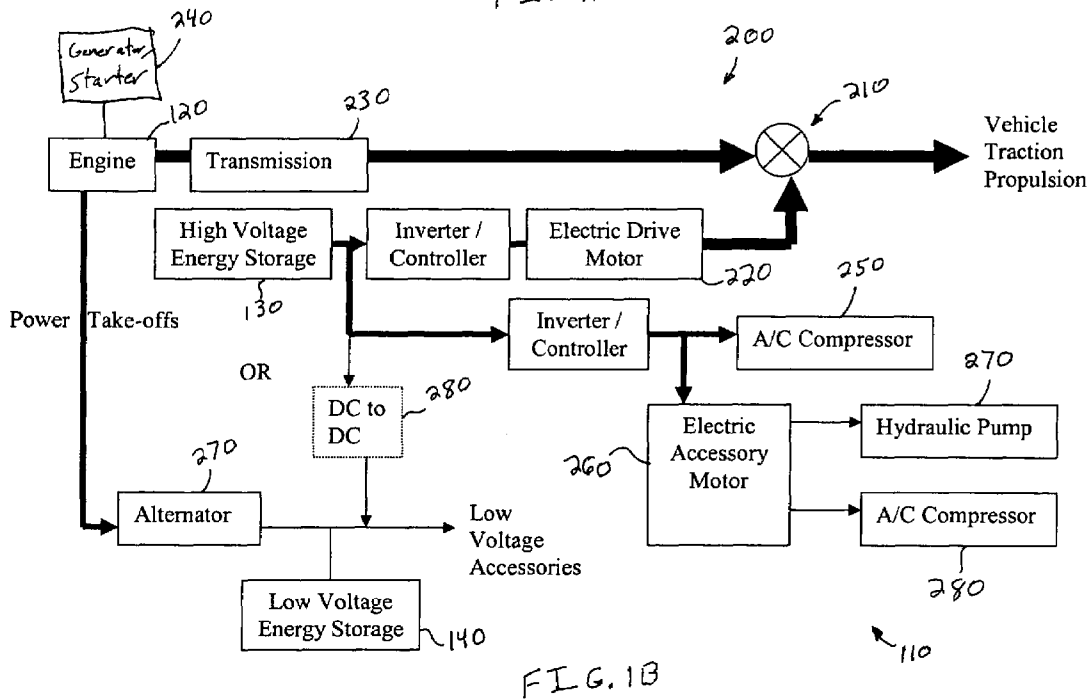 240
Generator/
Starter
120
Engine
230
Transmission
200
210
Vehicle
Traction
Propulsion
High Voltage
Energy Storage
130
Inverter /
Controller
Electric Drive
Motor
220
Power Take-offs
OR
Inverter /
Controller
250
A/C Compressor
DC to
DC
280
Electric
Accessory
Motor
260
270
Hydraulic Pump
270
Alternator
Low
Voltage
Accessories
A/C Compressor
280
Low Voltage
Energy Storage
140
110
FIG. 1B